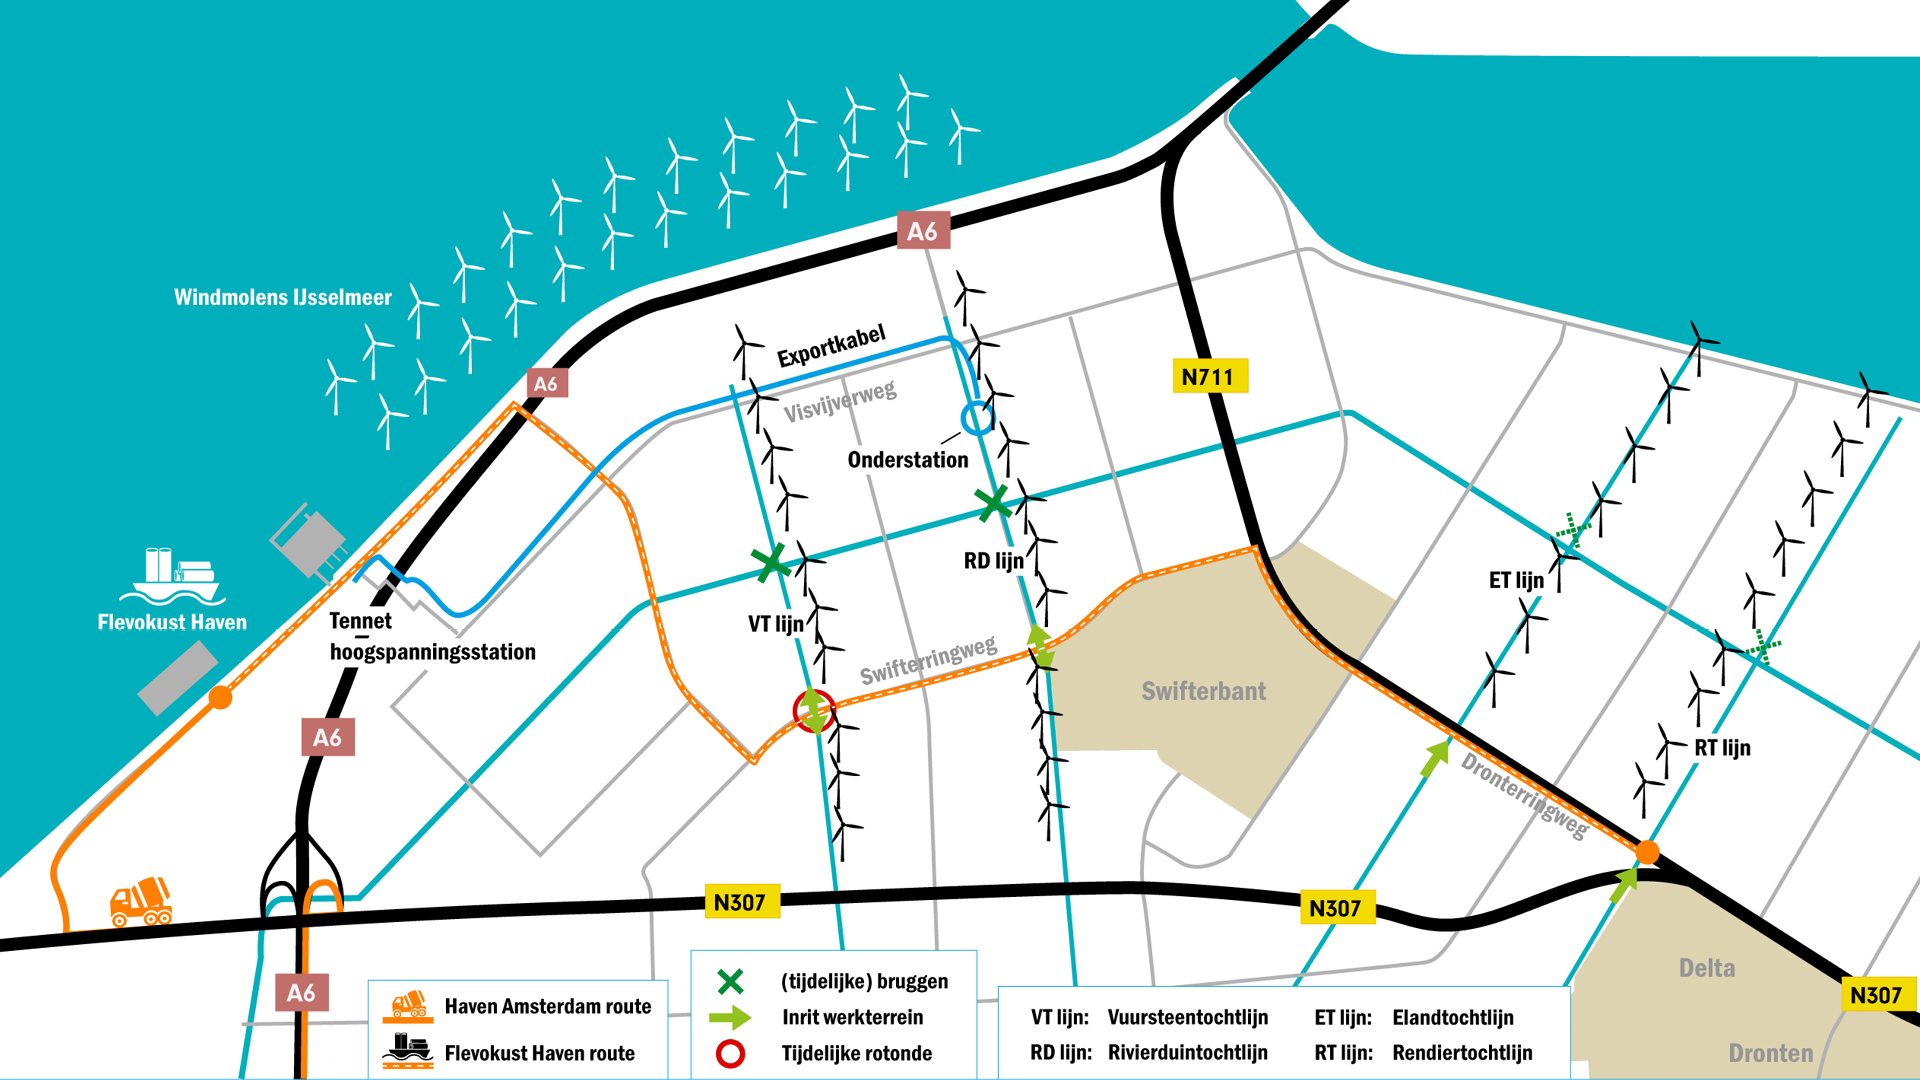 A6
Windmolens IJsselmeer
Exportkabel
A6
N711
Visvijverweg
Onderstation
RD lijn
ET lijn
Flevokust Haven
Tennet
hoogspanningsstation
VT lijn
Swifterringweg
Swifterbant
A6
RT lijn
Dronterringweg
N307
N307
Delta
A6
N307
Dronten
Haven Amsterdam route
Flevokust Haven route
(tijdelijke) bruggen
Inrit werkterrein
Tijdelijke rotonde
VT lijn: Vuursteentochtlijn
RD lijn: Rivierduintochtlijn
ET lijn: Elandtochtlijn
RT lijn: Rendiertochtlijn